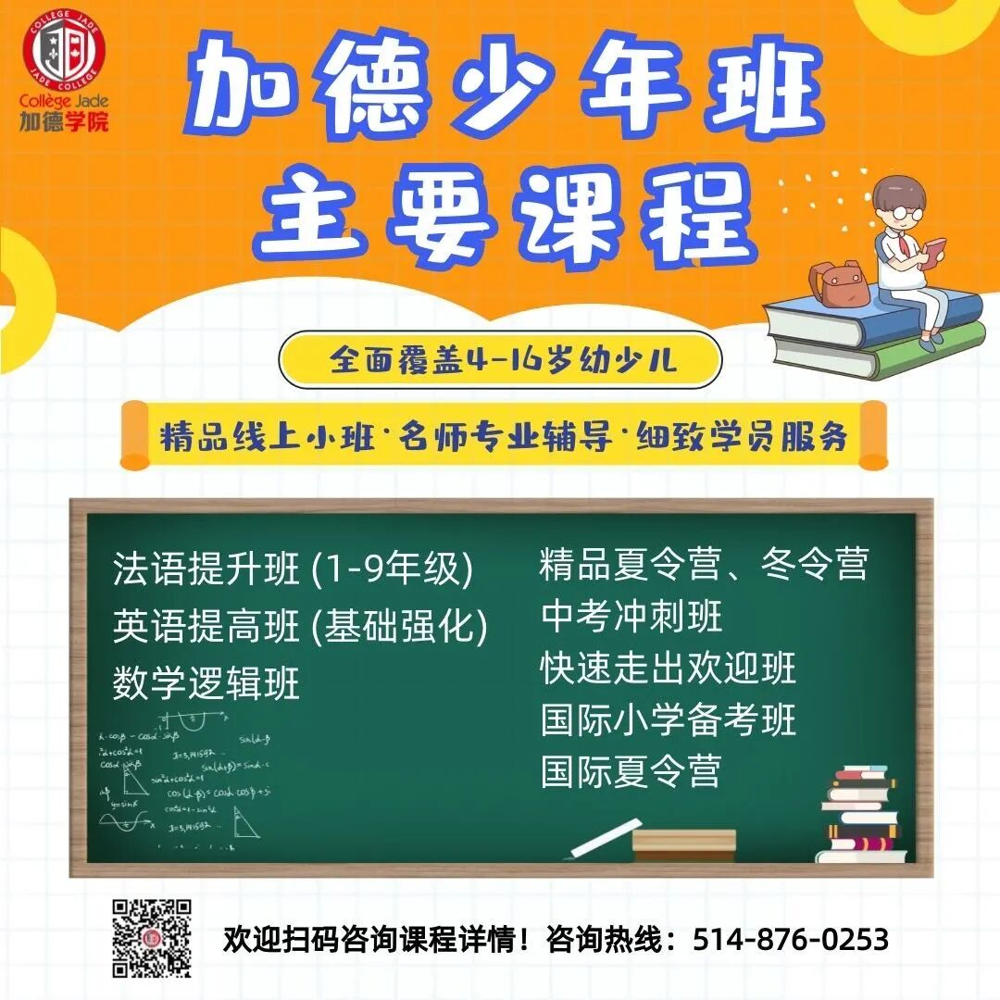 COLLEGE JADE
JADE COLLEGE
Collège Jade
加德学院
加德少年班
主要课程
全面覆盖4-16岁幼少儿
精品线上小班·名师专业辅导·细致学员服务
法语提升班 (1-9年级)
英语提高班 (基础强化)
数学逻辑班
精品夏令营、冬令营
中考冲刺班
快速走出欢迎班
国际小学备考班
国际夏令营
欢迎扫码咨询课程详情！咨询热线：514-876-0253